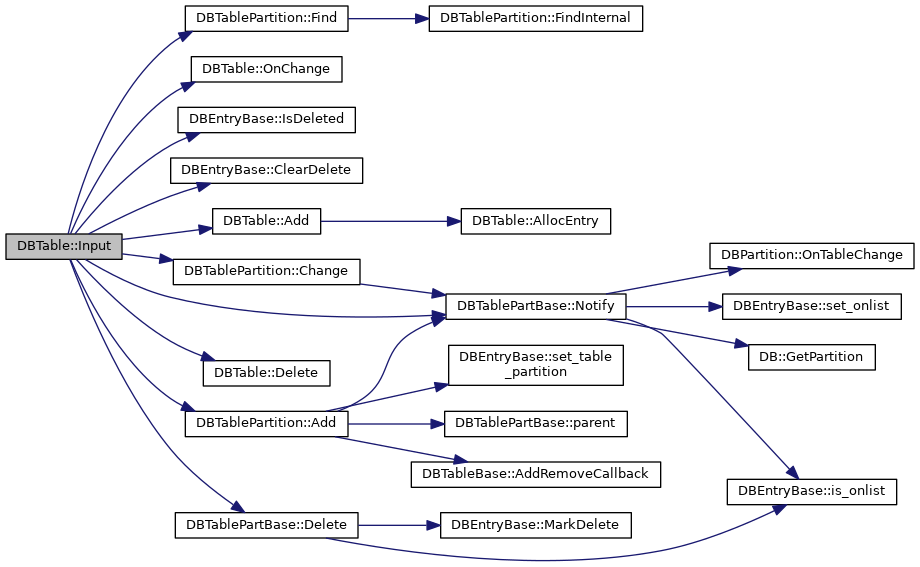 DBTablePartition::Find
DBTablePartition::FindInternal
DBTable::OnChange
DBEntryBase::IsDeleted
DBEntryBase::ClearDelete
DBTable::Add
DBTable::AllocEntry
DBTable::Input
DBTablePartition::Change
DBPartition::OnTableChange
DBTablePartBase::Notify
DBEntryBase::set_onlist
DB::GetPartition
DBEntryBase::set_table
_partition
DBTable::Delete
DBTablePartition::Add
DBTablePartBase::parent
DBTableBase::AddRemoveCallback
DBEntryBase::is_onlist
DBTablePartBase::Delete
DBEntryBase::MarkDelete